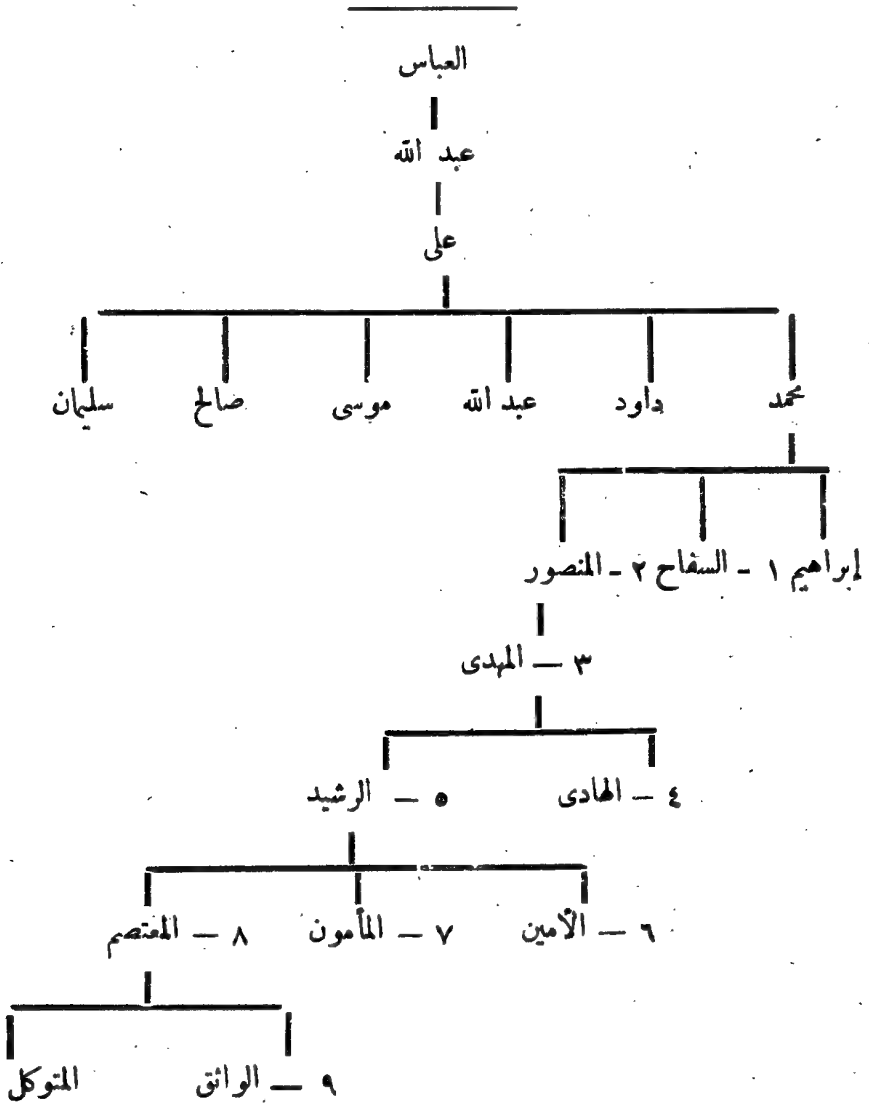 العباس
عبد الله
على
محمد داود عبد الله موسى صالح سليمان
إبراهيم ١ - السفاح ٢ - المنصور
٣ — المهدى
٤ — الهادى ٥ — الرشيد
٦ — الأمين ٧ — المأمون ٨ — المعتصم
٩ — الواثق المتوكل